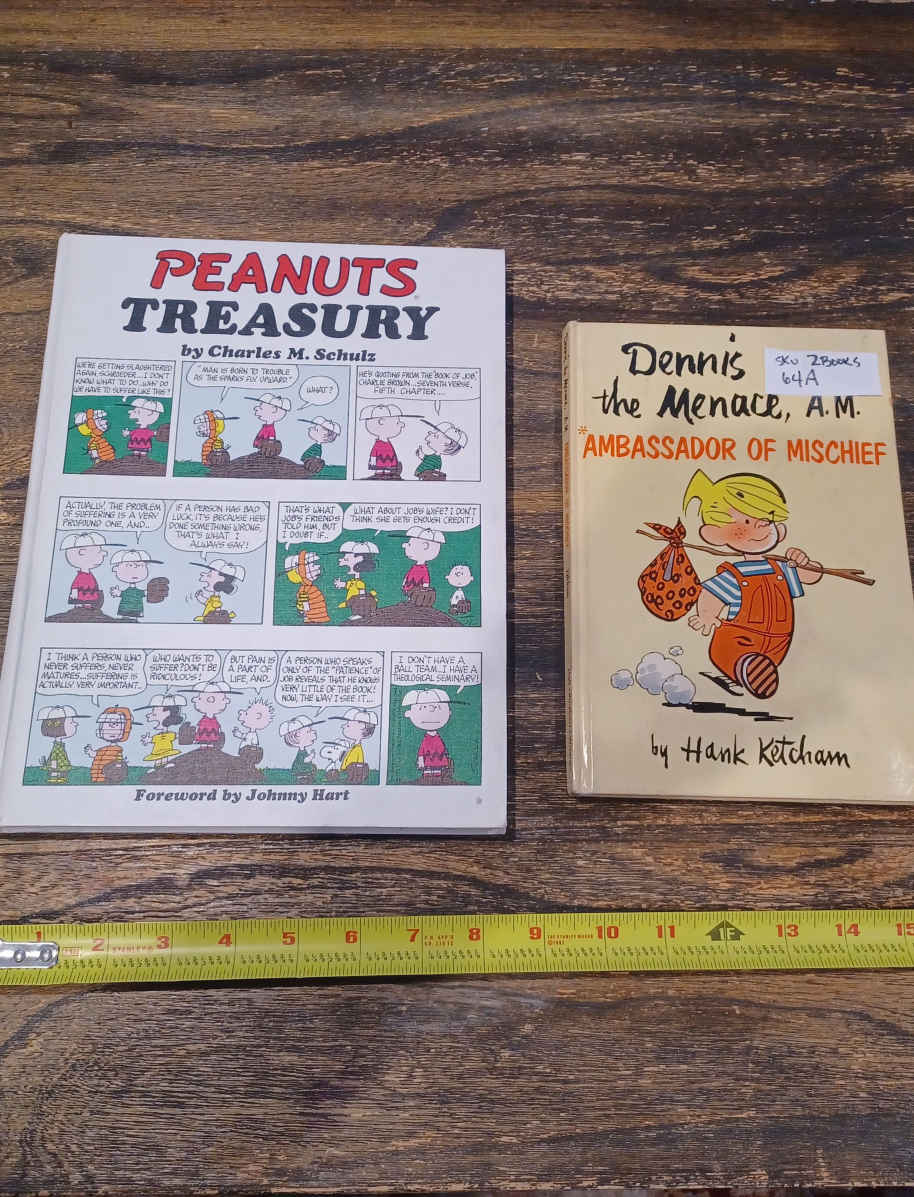 PEANUTS
TREASURY
by Charles M. Schulz
WE'RE GETTING SLAUGHTERED
AGAIN, SCHROEDER...I DON'T
KNOW WHAT TO DO...WHY DO
WE HAVE TO SUFFER LIKE THIS?
"MAN IS BORN TO TROUBLE
AS THE SPARKS FLY UPWARD."
WHAT?
HE'S QUOTING FROM THE BOOK OF JOB,
CHARLIE BROWN...SEVENTH VERSE,
FIFTH CHAPTER....
ACTUALLY, THE PROBLEM
OF SUFFERING IS A VERY
PROFOUND ONE, AND...
IF A PERSON HAS BAD
LUCK, IT'S BECAUSE HE'S
DONE SOMETHING WRONG,
THAT'S WHAT I
ALWAYS SAY!
THAT'S WHAT
JOB'S FRIENDS
TOLD HIM, BUT
I DOUBT IF...
WHAT ABOUT JOB'S WIFE? I DON'T
THINK SHE GETS ENOUGH CREDIT!
I THINK A PERSON WHO
NEVER SUFFERS, NEVER
MATURES...SUFFERING IS
ACTUALLY VERY IMPORTANT...
WHO WANTS TO
SUFFER? DON'T BE
RIDICULOUS!
BUT PAIN IS
A PART OF
LIFE, AND..
A PERSON WHO SPEAKS
ONLY OF THE "PATIENCE" OF
JOB REVEALS THAT HE KNOWS
VERY LITTLE OF THE BOOK!
NOW, THE WAY I SEE IT...
I DON'T HAVE A
BALL TEAM...I HAVE A
THEOLOGICAL SEMINARY!
Foreword by Johnny Hart
Dennis
the Menace, A.M.
*AMBASSADOR OF MISCHIEF
by Hank Ketcham
SKU 2BOOKS
64A
1 2 3 4 5 6 7 8 9 10 11 1F 13 14 15
STANLEY